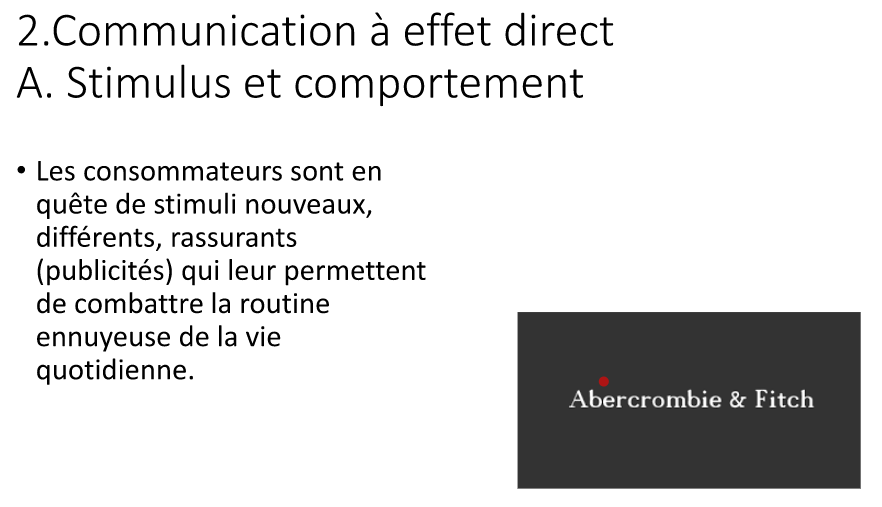 2.Communication à effet direct
A. Stimulus et comportement
• Les consommateurs sont en
quête de stimuli nouveaux,
différents, rassurants
(publicités) qui leur permettent
de combattre la routine
ennuyeuse de la vie
quotidienne.
Abercrombie & Fitch